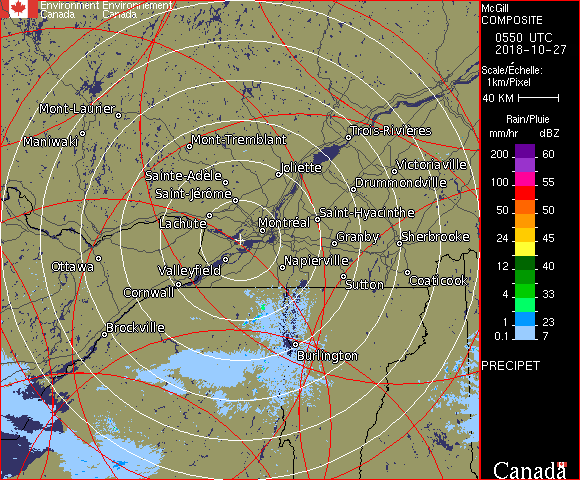 Environment Environnement
Canada Canada
McGill
COMPOSITE
0550 UTC
2018-10-27
Scale/Échelle:
1km/Pixel
40 KM
Rain/Pluie
mm/hr dBZ
200 60
100 55
50 50
24 45
12 40
4 33
1 23
0.1 7
PRECIPET
Canada
Mont-Laurier
Maniwaki
Mont-Tremblant
Trois-Rivières
Joliette
Victoriaville
Sainte-Adèle
Drummondville
Saint-Jérôme
Saint-Hyacinthe
Lachute
Montréal
Granby
Sherbrooke
Ottawa
Valleyfield
Napierville
Coaticook
Cornwall
Sutton
Brockville
Burlington